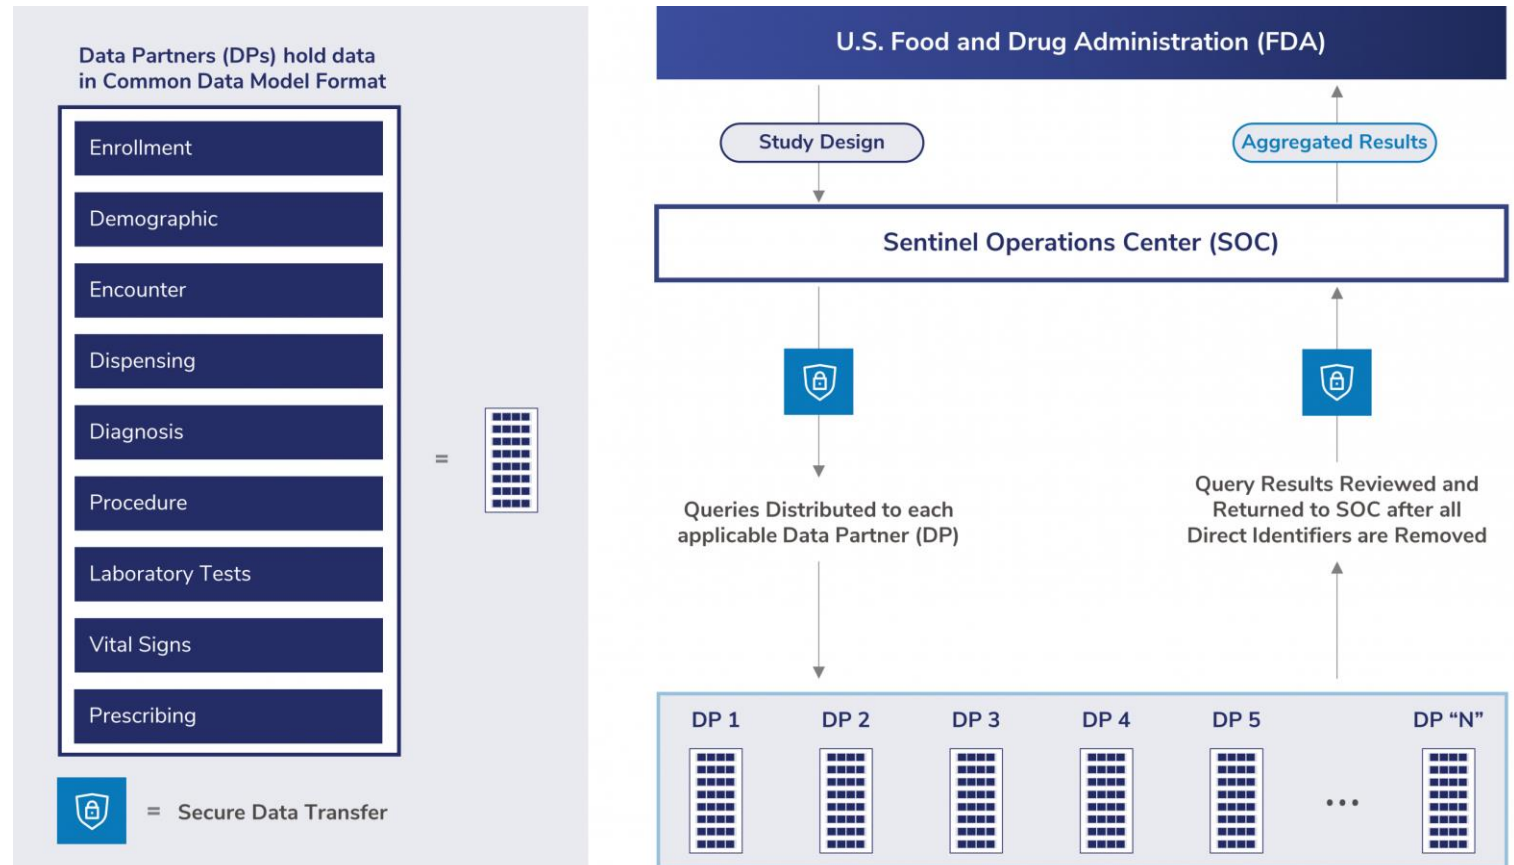 Data Partners (DPs) hold data
in Common Data Model Format
Enrollment
Demographic
Encounter
Dispensing
Diagnosis
Procedure
Laboratory Tests
Vital Signs
Prescribing
=
= Secure Data Transfer
U.S. Food and Drug Administration (FDA)
Study Design
Aggregated Results
Sentinel Operations Center (SOC)
Queries Distributed to each
applicable Data Partner (DP)
Query Results Reviewed and
Returned to SOC after all
Direct Identifiers are Removed
DP 1 DP 2 DP 3 DP 4 DP 5 DP “N”
...